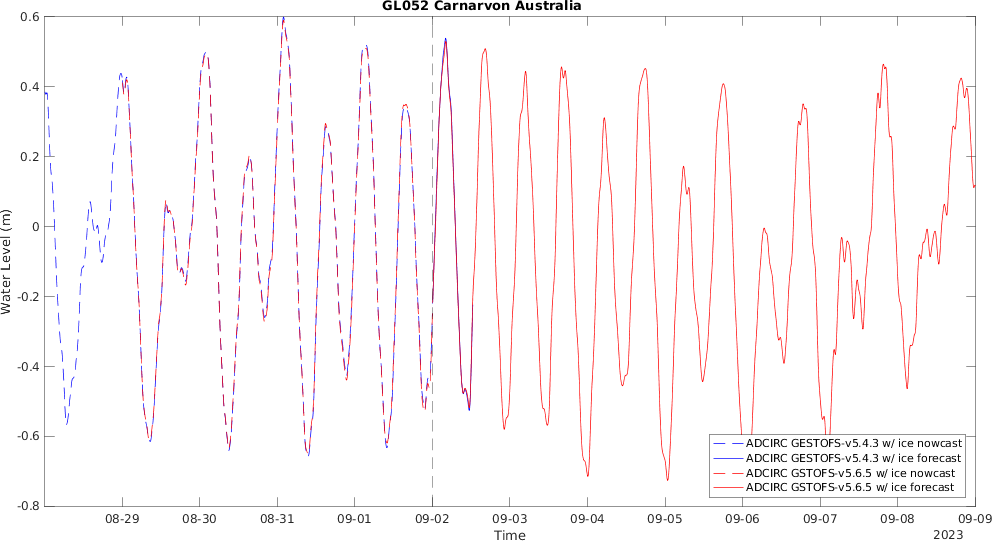 GL052 Carnarvon Australia
0.6
0.4
0.2
0
-0.2
-0.4
-0.6
-0.8
Water Level (m)
ADCIRC GESTOFS-v5.4.3 w/ ice nowcast
ADCIRC GESTOFS-v5.4.3 w/ ice forecast
ADCIRC GSTOFS-v5.6.5 w/ ice nowcast
ADCIRC GSTOFS-v5.6.5 w/ ice forecast
08-29 08-30 08-31 09-01 09-02 09-03 09-04 09-05 09-06 09-07 09-08 09-09
Time
2023